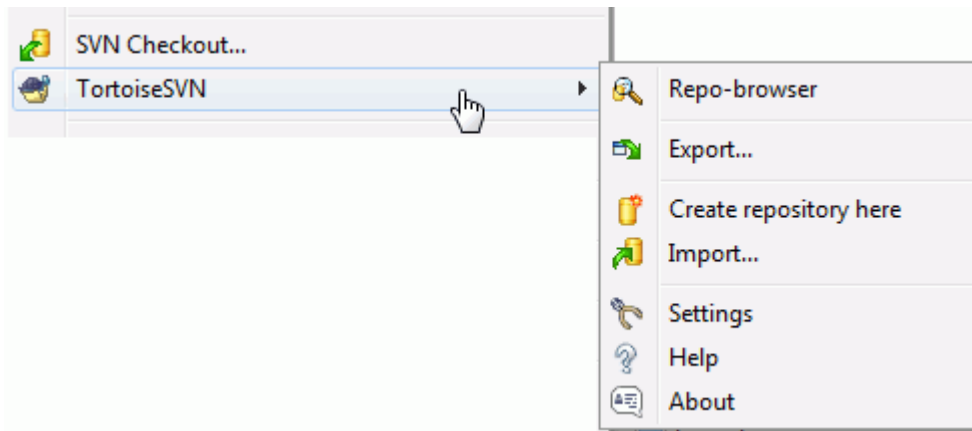 SVN Checkout...
TortoiseSVN
Repo-browser
Export...
Create repository here
Import...
Settings
Help
About